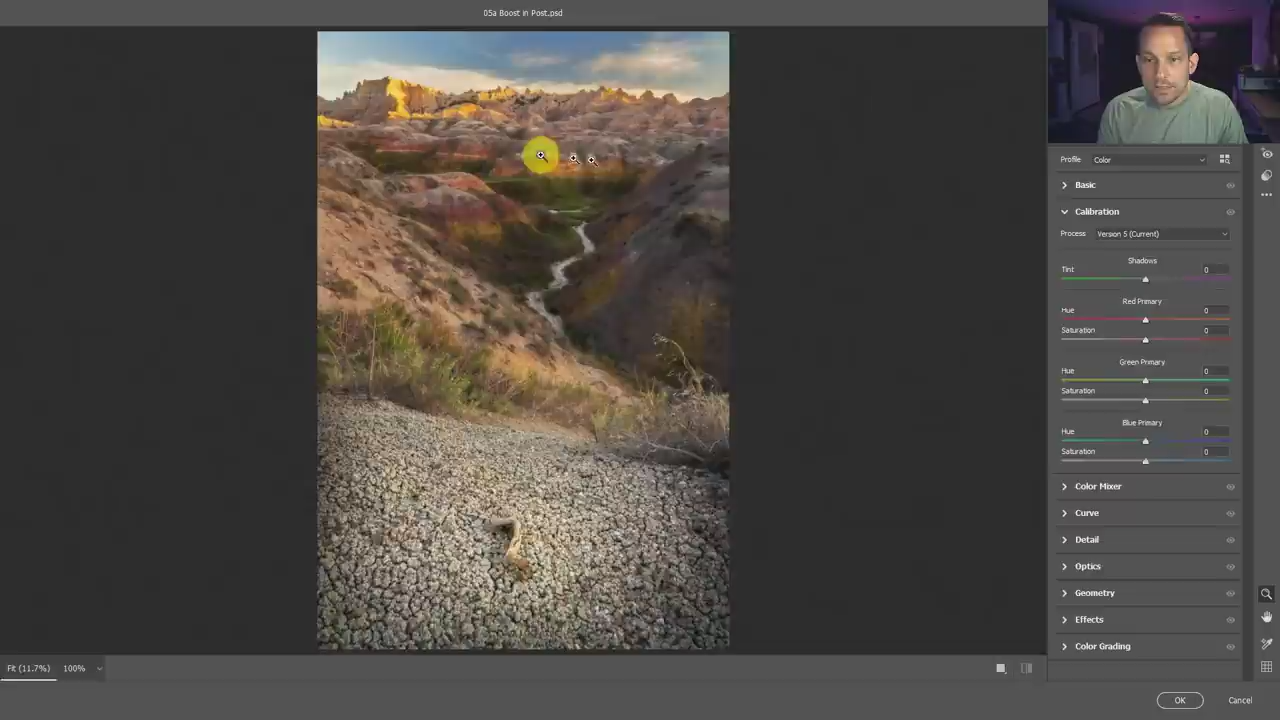 05a Boost in Post.psd
Profile Color
Basic
Calibration
Process Version 5 (Current)
Shadows
Tint 0
Red Primary
Hue 0
Saturation 0
Green Primary
Hue 0
Saturation 0
Blue Primary
Hue 0
Saturation 0
Color Mixer
Curve
Detail
Optics
Geometry
Effects
Color Grading
Fit (11.7%) 100%
OK Cancel